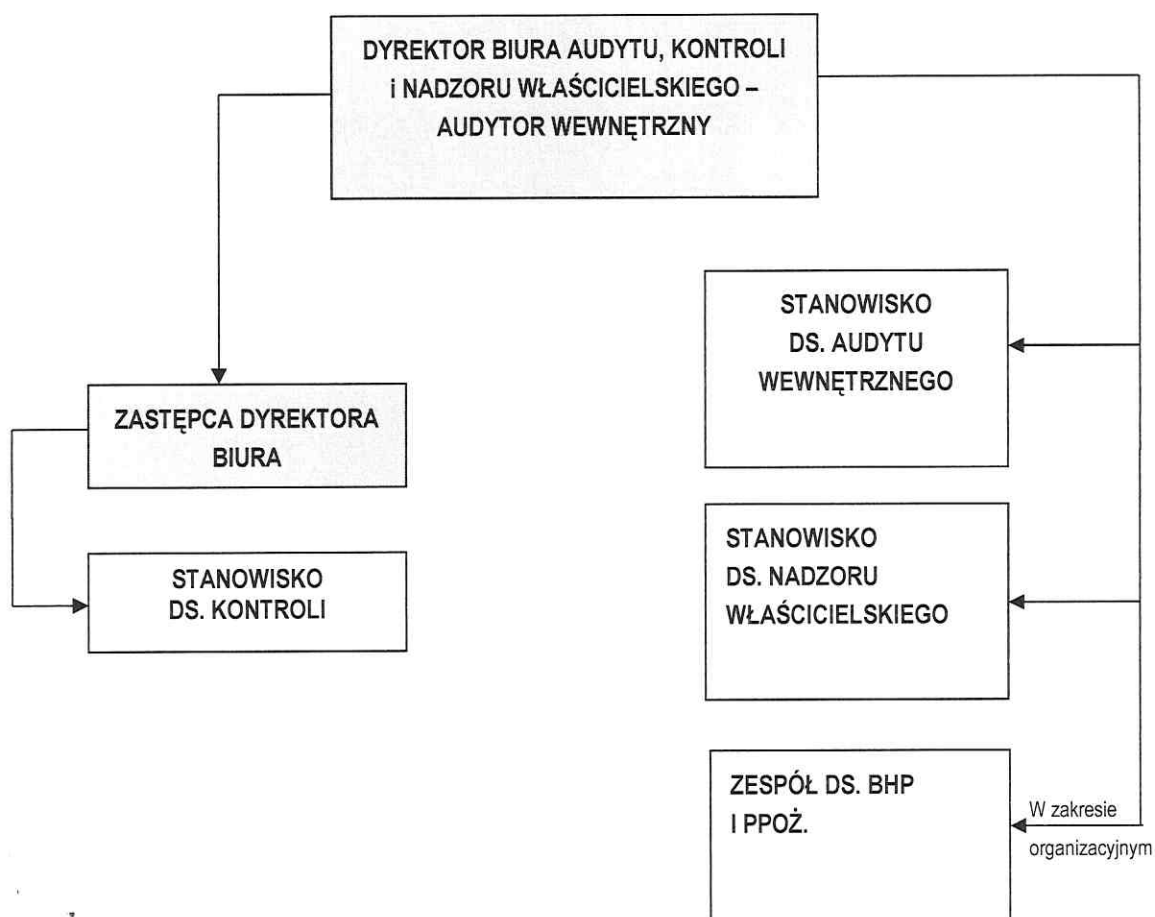 DYREKTOR BIURA AUDYTU, KONTROLI
i NADZORU WŁAŚCICIELSKIEGO –
AUDYTOR WEWNĘTRZNY
ZASTĘPCA DYREKTORA
BIURA
STANOWISKO
DS. KONTROLI
STANOWISKO
DS. AUDYTU
WEWNĘTRZNEGO
STANOWISKO
DS. NADZORU
WŁAŚCICIELSKIEGO
ZESPÓŁ DS. BHP
I PPOŻ.
W zakresie
organizacyjnym